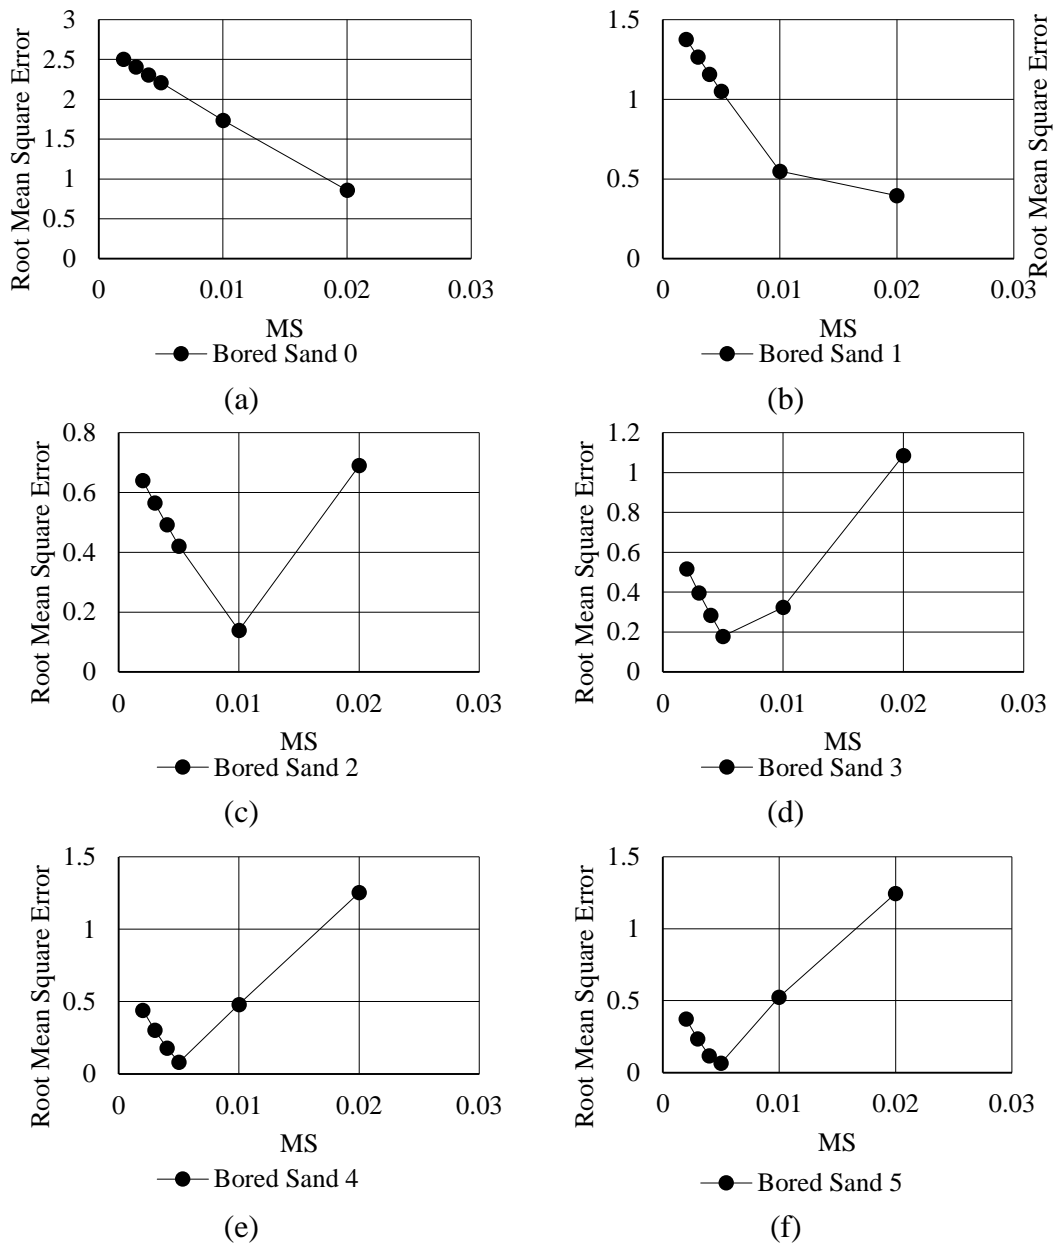 Root Mean Square Error
3
2.5
2
1.5
1
0.5
0
0 0.01 0.02 0.03
MS
Bored Sand 0
(a)
1.5
1
0.5
0
0 0.01 0.02 0.03
MS
Bored Sand 1
(b)
Root Mean Square Error
Root Mean Square Error
0.8
0.6
0.4
0.2
0
0 0.01 0.02 0.03
MS
Bored Sand 2
(c)
Root Mean Square Error
1.2
1
0.8
0.6
0.4
0.2
0
0 0.01 0.02 0.03
MS
Bored Sand 3
(d)
Root Mean Square Error
1.5
1
0.5
0
0 0.01 0.02 0.03
MS
Bored Sand 4
(e)
Root Mean Square Error
1.5
1
0.5
0
0 0.01 0.02 0.03
MS
Bored Sand 5
(f)